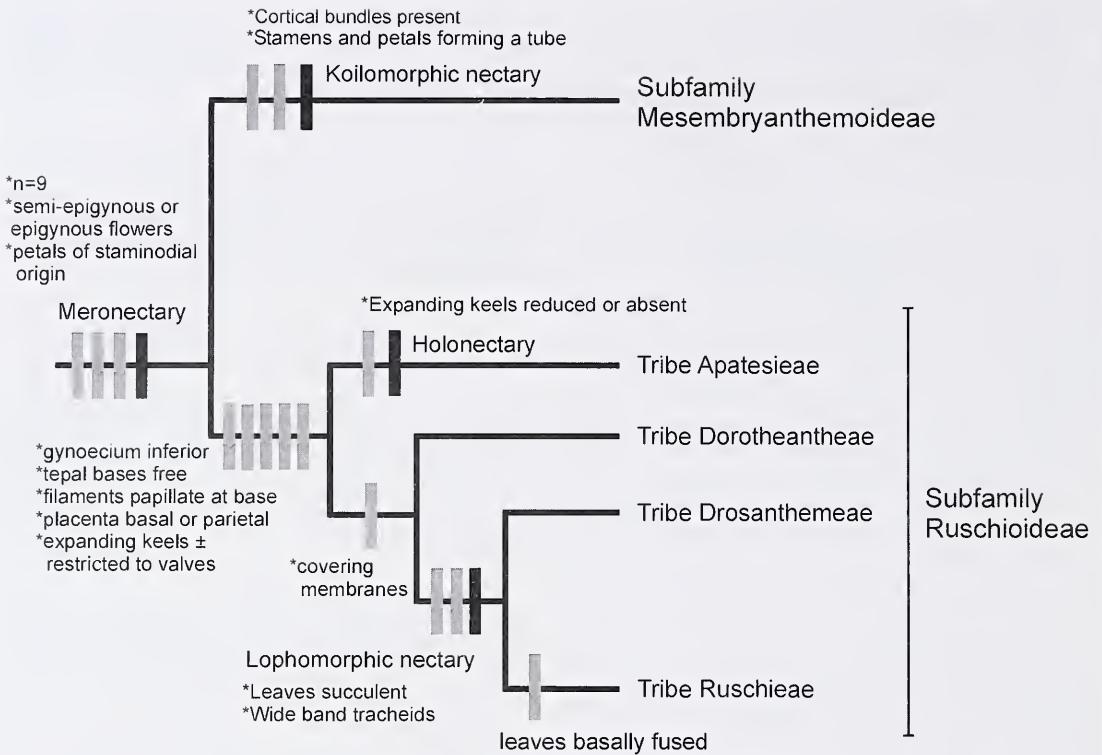 *Cortical bundles present
*Stamens and petals forming a tube
Koilomorphic nectary
Subfamily
Mesembryanthemoideae
*n=9
*semi-epigynous or
epigynous flowers
*petals of staminodial
origin
Meronectary
*Expanding keels reduced or absent
Holonectary
Tribe Apatesieae
Tribe Dorotheantheae
*gynoecium inferior
*tepal bases free
*filaments papillate at base
*placenta basal or parietal
*expanding keels ±
restricted to valves
Tribe Drosanthemeae
Subfamily
Ruschioideae
*covering
membranes
Lophomorphic nectary
*Leaves succulent
*Wide band tracheids
Tribe Ruschieae
leaves basally fused